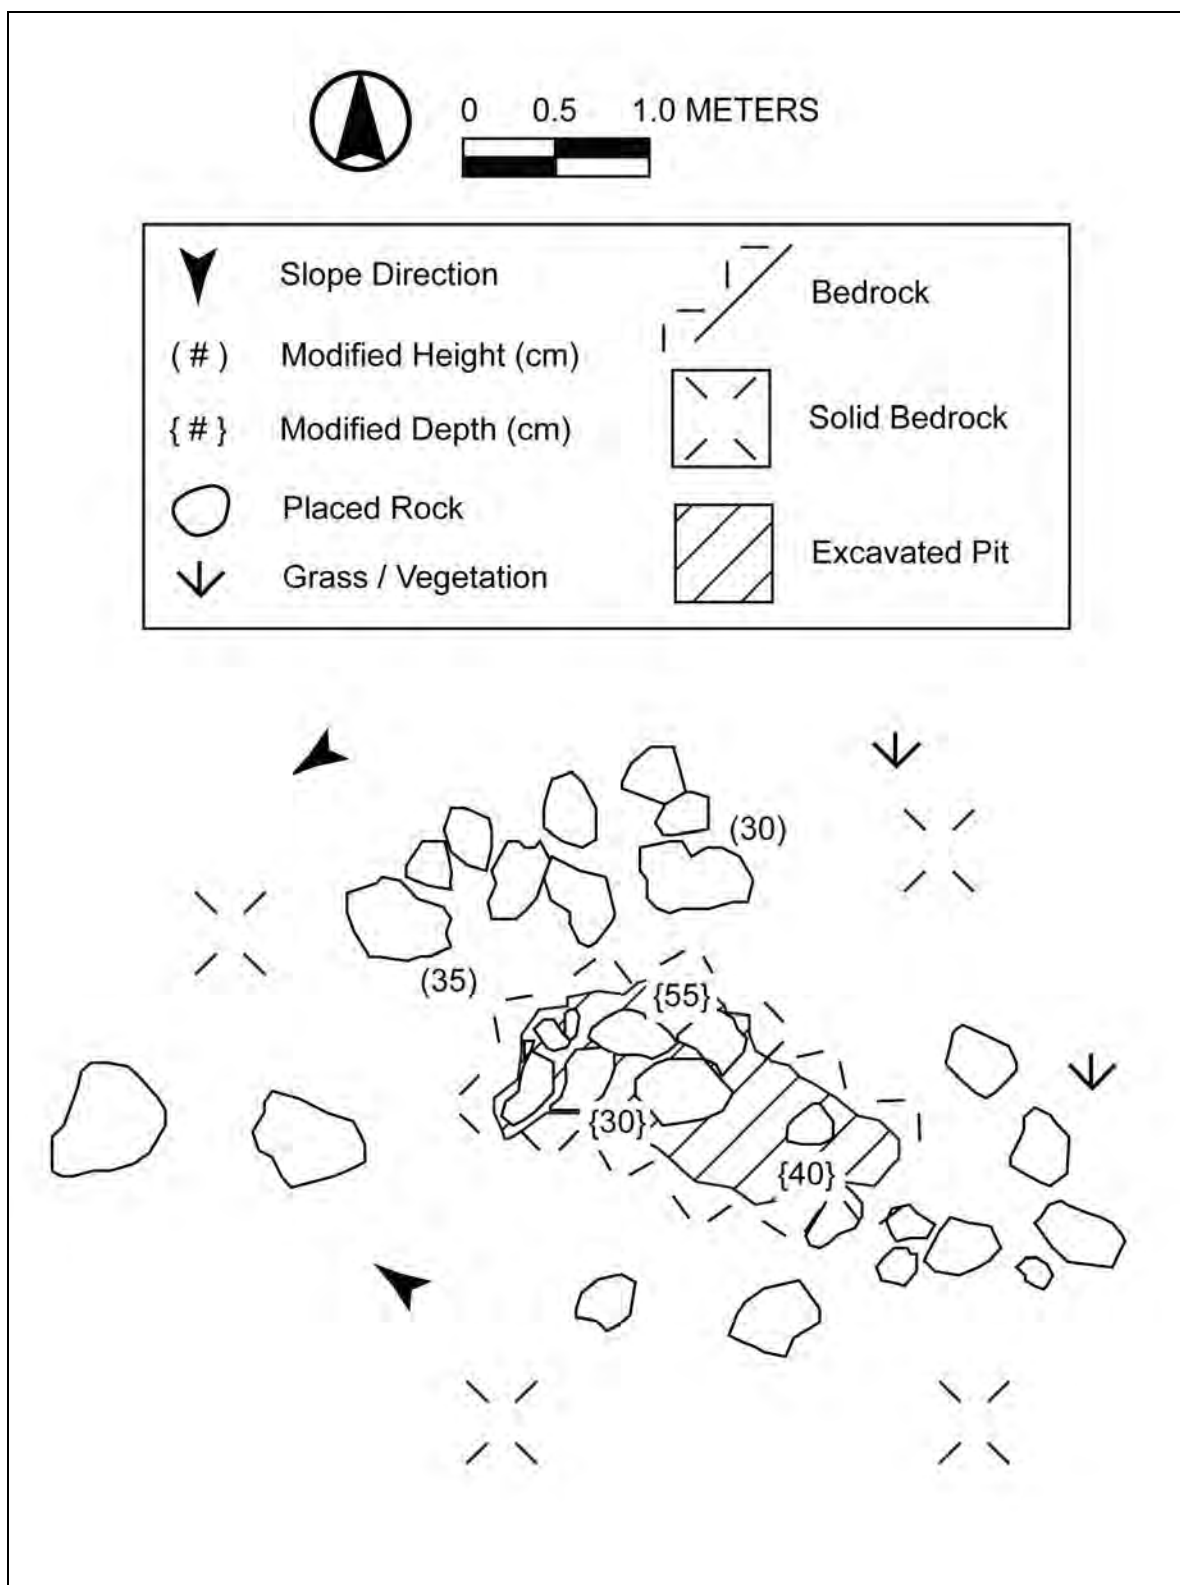 0 0.5 1.0 METERS
Slope Direction
( # ) Modified Height (cm)
{ # } Modified Depth (cm)
Placed Rock
Grass / Vegetation
Bedrock
Solid Bedrock
Excavated Pit
(30)
(35)
{55}
{30}
{40}